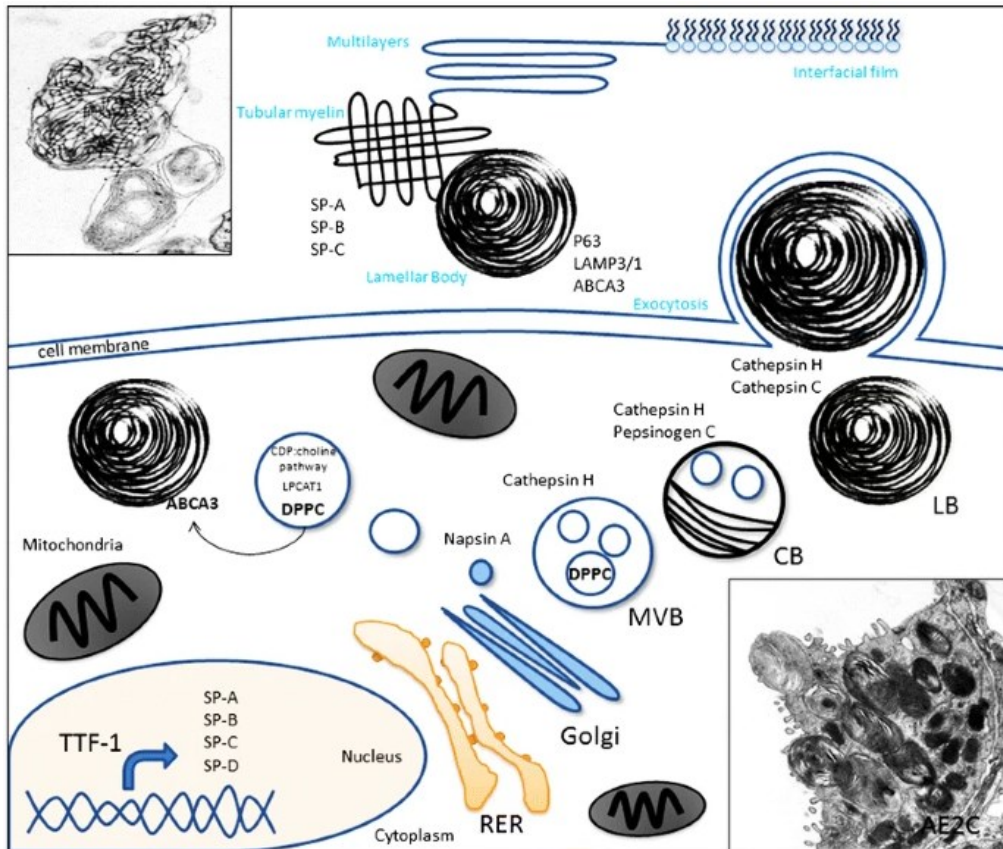 Multilayers
Interfacial film
Tubular myelin
SP-A
SP-B
SP-C
P63
LAMP3/1
ABCA3
Lamellar Body
Exocytosis
cell membrane
Cathepsin H
Cathepsin C
Cathepsin H
Pepsinogen C
CDP:choline
pathway
LPCAT1
DPPC
ABCA3
Cathepsin H
LB
CB
Napsin A
DPPC
MVB
Mitochondria
Golgi
SP-A
SP-B
SP-C
SP-D
TTF-1
Nucleus
RER
Cytoplasm
AE2C